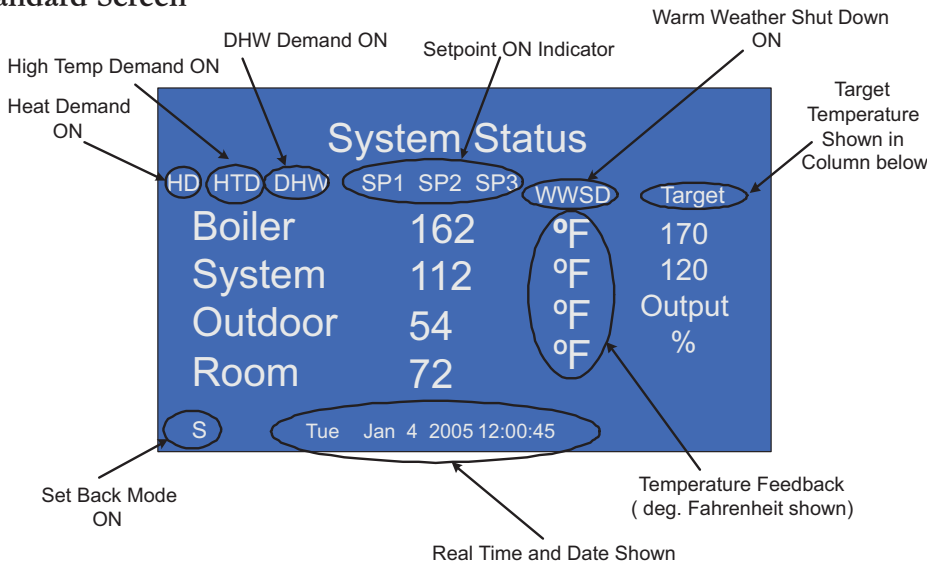 Standard Screen
Warm Weather Shut Down
ON
DHW Demand ON
Setpoint ON Indicator
High Temp Demand ON
Heat Demand
ON
Target
Temperature
Shown in
Column below
System Status
HD HTD DHW SP1 SP2 SP3 WWSD Target
Boiler 162 ºF 170
System 112 ºF 120
Outdoor 54 ºF Output
Room 72 ºF %
S Tue Jan 4 2005 12:00:45
Set Back Mode
ON
Temperature Feedback
( deg. Fahrenheit shown)
Real Time and Date Shown